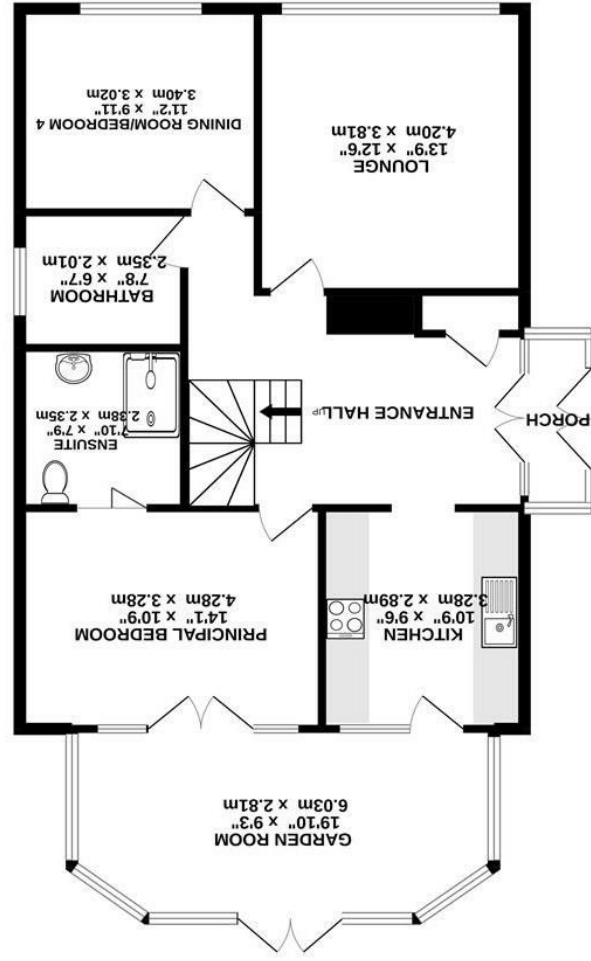 GARDEN ROOM
19'10" x 9'3"
6.03m x 2.81m
KITCHEN
10'9" x 9'6"
3.28m x 2.89m
PRINCIPAL BEDROOM
14'1" x 10'9"
4.28m x 3.28m
PORCH
ENTRANCE HALL
UP
ENSUITE
7'10" x 7'9"
2.38m x 2.35m
BATHROOM
7'8" x 6'7"
2.35m x 2.01m
LOUNGE
13'9" x 12'6"
4.20m x 3.81m
DINING ROOM/BEDROOM 4
11'2" x 9'11"
3.40m x 3.02m